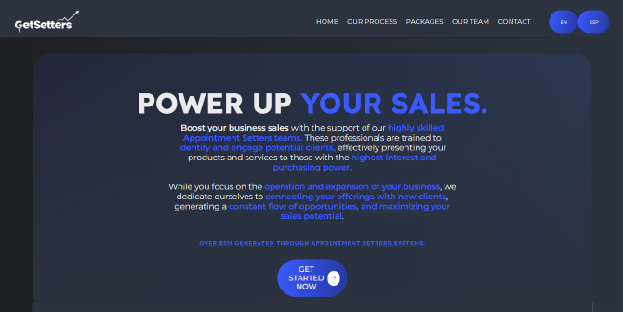 GetSetters
HOME OUR PROCESS PACKAGES OUR TEAM CONTACT EN ESP
POWER UP YOUR SALES.
Boost your business sales with the support of our highly skilled
Appointment Setters teams. These professionals are trained to
identify and engage potential clients, effectively presenting your
products and services to those with the highest interest and
purchasing power.
While you focus on the operation and expansion of your business, we
dedicate ourselves to connecting your offerings with new clients,
generating a constant flow of opportunities, and maximizing your
sales potential.
OVER $3M GENERATED THROUGH APPOINTMENT SETTERS SYSTEMS.
GET
STARTED
NOW